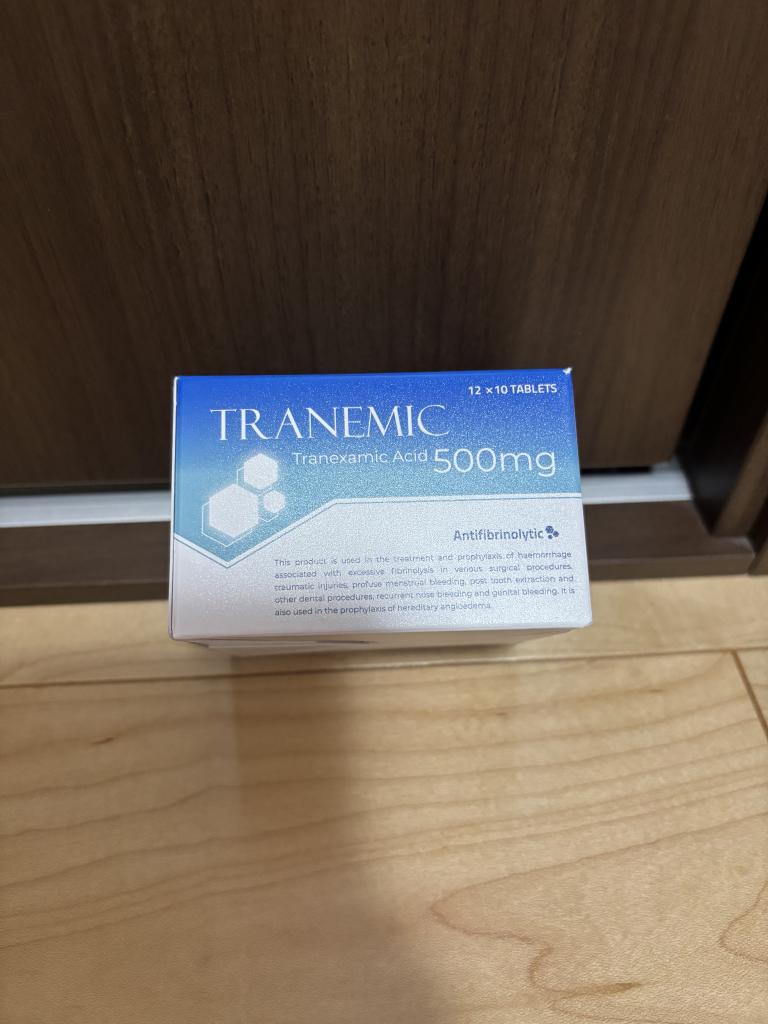 12 × 10 TABLETS
TRANEMIC
Tranexamic Acid 500mg
Antifibrinolytic
This product is used in the treatment and prophylaxis of haemorrhage
associated with excessive fibrinolysis in venous surgical procedures,
traumatic injuries, profuse menstrual bleeding, post tooth extraction and
other dental procedures, recurrent nose bleeding and gunital bleeding. It is
also used in the prophylaxis of hereditary angioedema.